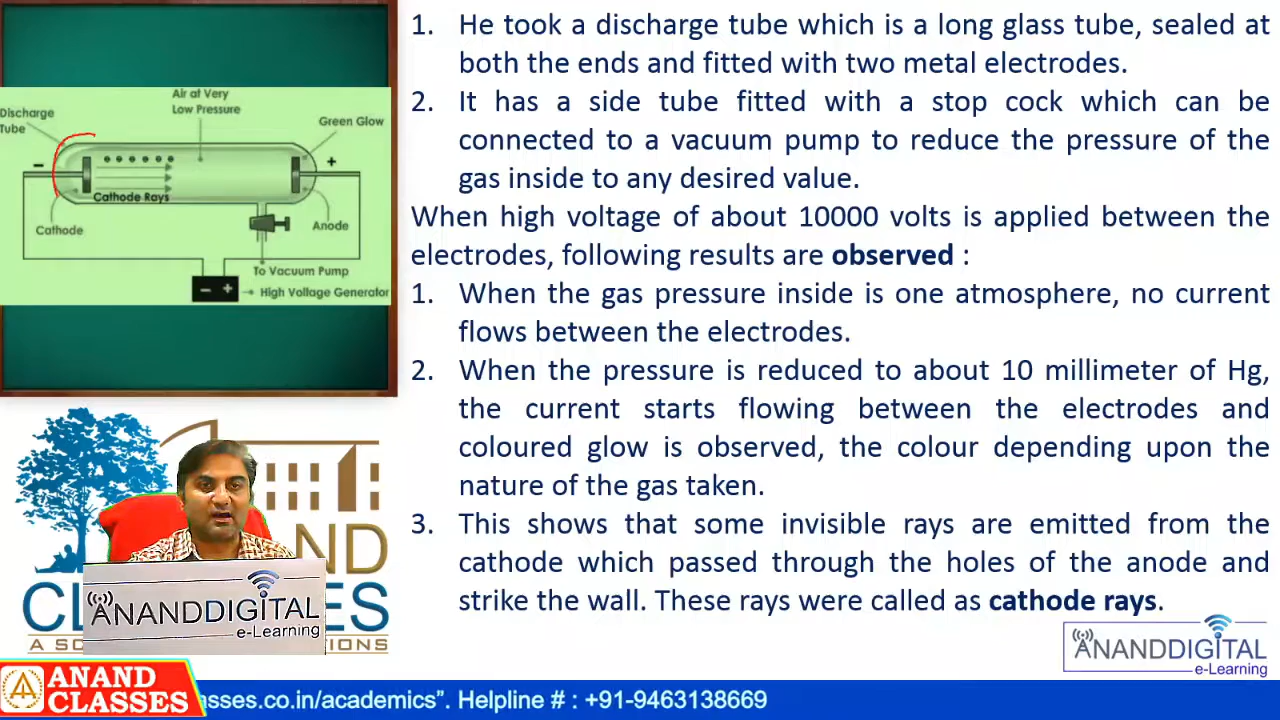 Discharge
Tube
Air at Very
Low Pressure
Green Glow
−
+
Cathode Rays
Cathode
Anode
To Vacuum Pump
− +
High Voltage Generator
1. He took a discharge tube which is a long glass tube, sealed at
both the ends and fitted with two metal electrodes.
2. It has a side tube fitted with a stop cock which can be
connected to a vacuum pump to reduce the pressure of the
gas inside to any desired value.
When high voltage of about 10000 volts is applied between the
electrodes, following results are observed :
1. When the gas pressure inside is one atmosphere, no current
flows between the electrodes.
2. When the pressure is reduced to about 10 millimeter of Hg,
the current starts flowing between the electrodes and
coloured glow is observed, the colour depending upon the
nature of the gas taken.
3. This shows that some invisible rays are emitted from the
cathode which passed through the holes of the anode and
strike the wall. These rays were called as cathode rays.
ANANDDIGITAL
e-Learning
ANANDDIGITAL
e-Learning
A
ANAND
CLASSES
asses.co.in/academics”. Helpline # : +91-9463138669